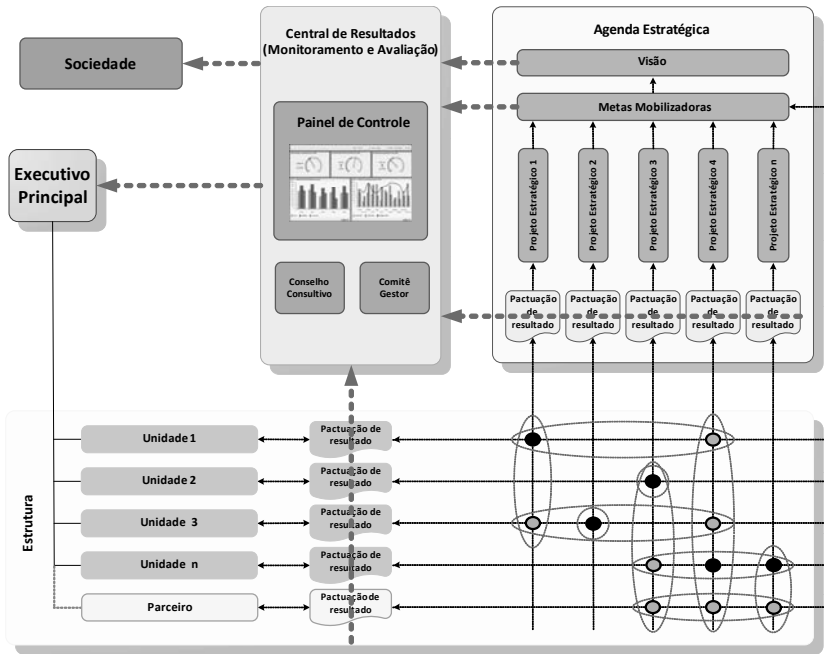 Central de Resultados
(Monitoramento e Avaliação)
Agenda Estratégica
Sociedade
Visão
Metas Mobilizadoras
Painel de Controle
Executivo
Principal
Projeto Estratégico 1
Projeto Estratégico 2
Projeto Estratégico 3
Projeto Estratégico 4
Projeto Estratégico n
Conselho
Consultivo
Comitê
Gestor
Pactuação
de
resultado
Pactuação
de
resultado
Pactuação
de
resultado
Pactuação
de
resultado
Pactuação
de
resultado
Estrutura
Unidade 1
Pactuação de
resultado
Unidade 2
Pactuação de
resultado
Unidade 3
Pactuação de
resultado
Unidade n
Pactuação de
resultado
Parceiro
Pactuação de
resultado